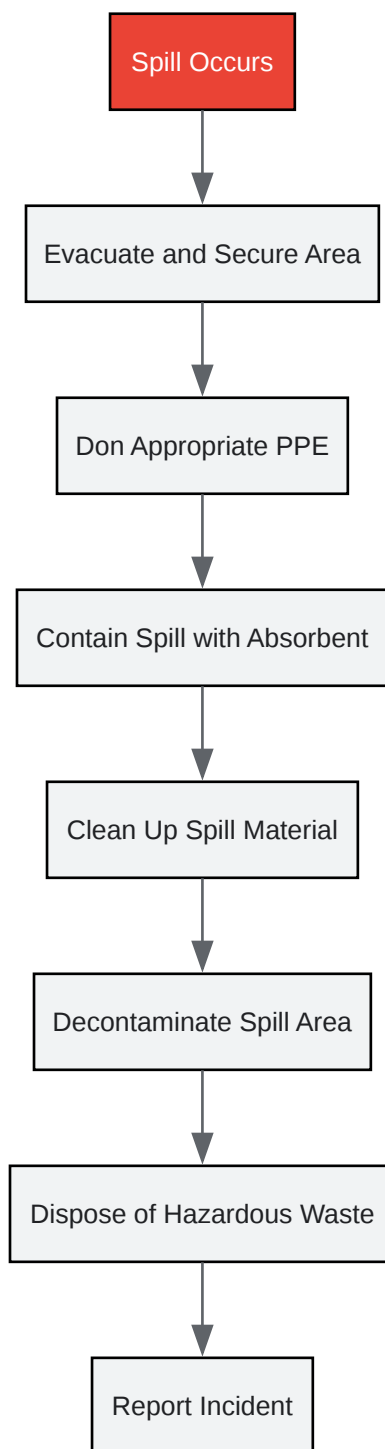 Spill Occurs
Evacuate and Secure Area
Don Appropriate PPE
Contain Spill with Absorbent
Clean Up Spill Material
Decontaminate Spill Area
Dispose of Hazardous Waste
Report Incident